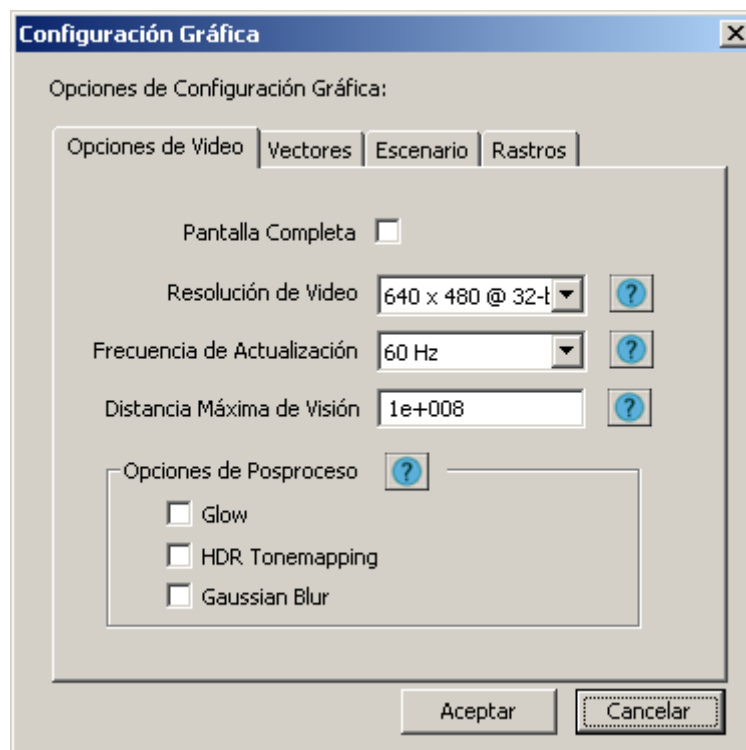 Configuración Gráfica
Opciones de Configuración Gráfica:
Opciones de Video Vectores Escenario Rastros
Pantalla Completa
Resolución de Video 640 x 480 @ 32-b ?
Frecuencia de Actualización 60 Hz ?
Distancia Máxima de Visión 1e+008 ?
Opciones de Posproceso ?
Glow
HDR Tonemapping
Gaussian Blur
Aceptar Cancelar